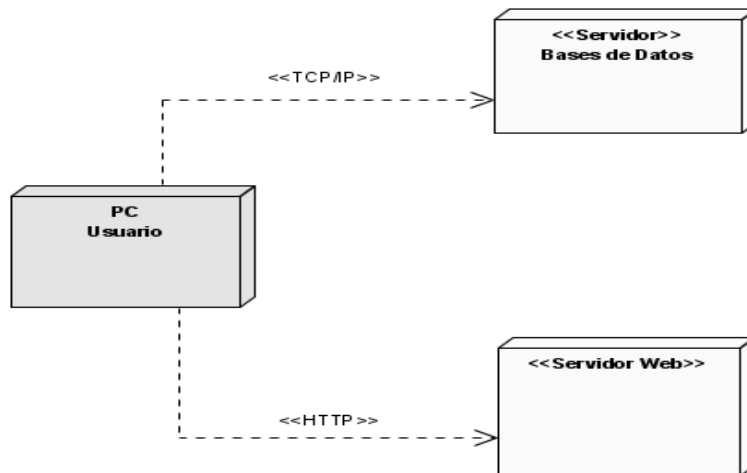 <<Servidor>>
Bases de Datos
<<TCP/IP>>
PC
Usuario
<<Servidor Web>>
<<HTTP>>